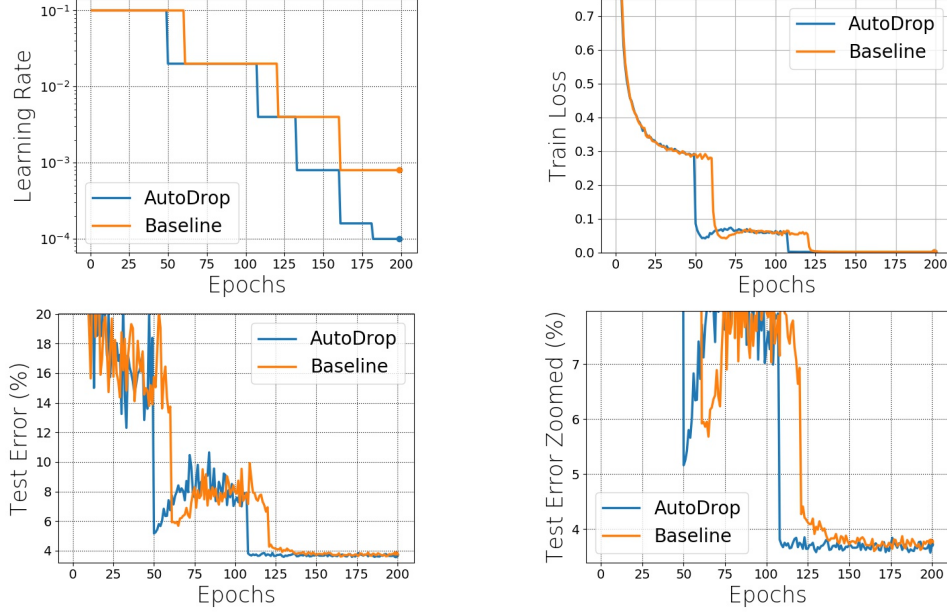 Learning Rate
10⁻¹
10⁻²
10⁻³
10⁻⁴
AutoDrop
Baseline
0 25 50 75 100 125 150 175 200
Epochs
Train Loss
0.7
0.6
0.5
0.4
0.3
0.2
0.1
0.0
AutoDrop
Baseline
0 25 50 75 100 125 150 175 200
Epochs
Test Error (%)
20
18
16
14
12
10
8
6
4
AutoDrop
Baseline
0 25 50 75 100 125 150 175 200
Epochs
Test Error Zoomed (%)
7
6
5
4
AutoDrop
Baseline
0 25 50 75 100 125 150 175 200
Epochs